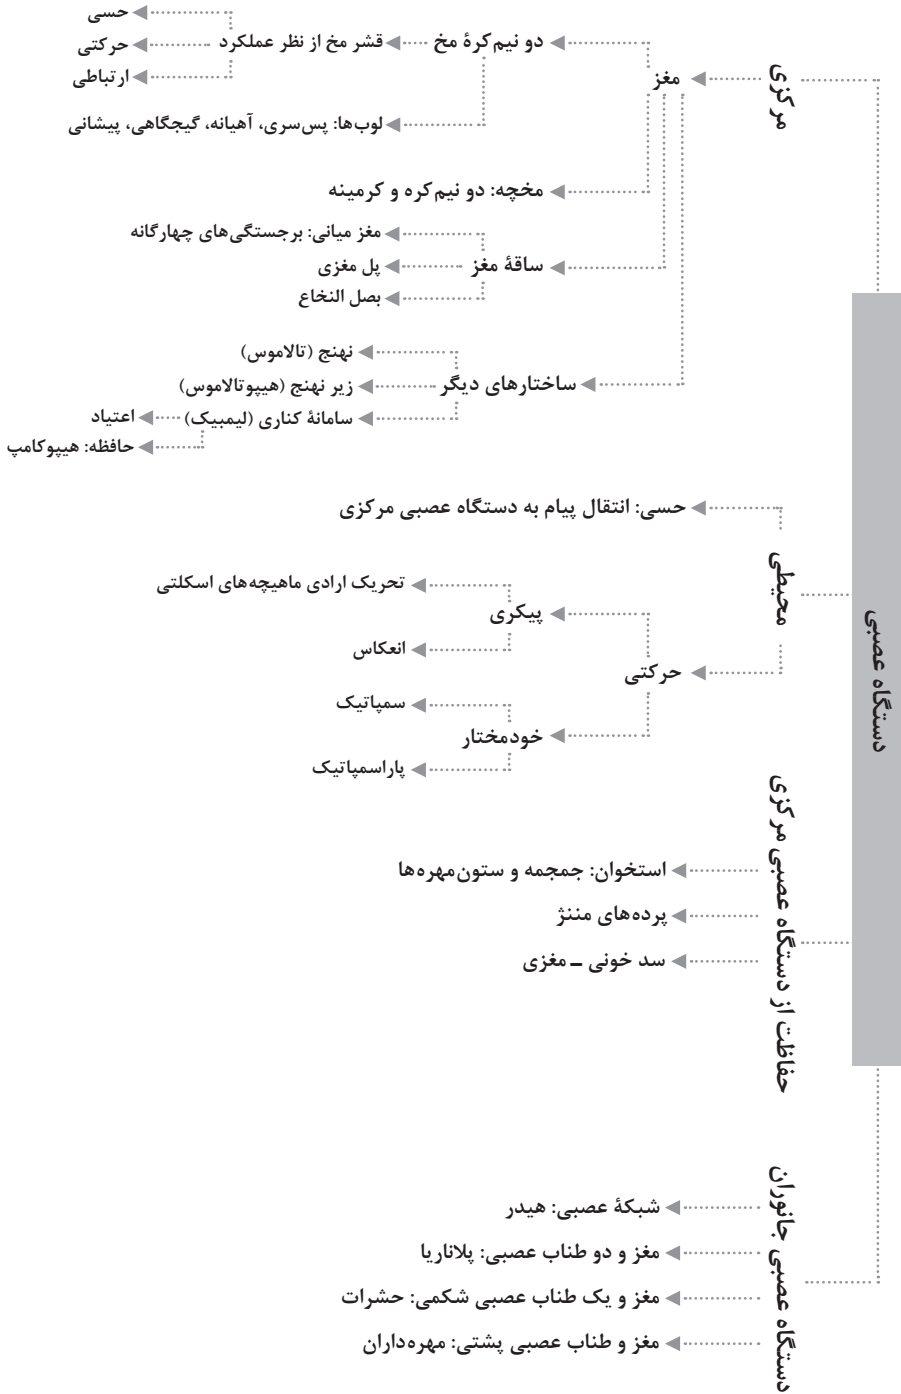 دستگاه عصبی
مرکزی
مغز
دو نیم‌کرهٔ مخ
قشر مخ از نظر عملکرد
حسی
حرکتی
ارتباطی
لوب‌ها: پس‌سری، آهیانه، گیجگاهی، پیشانی
مخچه: دو نیم‌کره و کرمینه
ساقهٔ مغز
مغز میانی: برجستگی‌های چهارگانه
پل مغزی
بصل النخاع
ساختارهای دیگر
نهنج (تالاموس)
زیر نهنج (هیپوتالاموس)
سامانهٔ کناری (لیمبیک)
اعتیاد
حافظه: هیپوکامپ
محیطی
حسی: انتقال پیام به دستگاه عصبی مرکزی
حرکتی
پیکری
تحریک ارادی ماهیچه‌های اسکلتی
انعکاس
خودمختار
سمپاتیک
پاراسمپاتیک
حفاظت از دستگاه عصبی مرکزی
استخوان: جمجمه و ستون‌مهره‌ها
پرده‌های مننژ
سد خونی ـ مغزی
دستگاه عصبی جانوران
شبکهٔ عصبی: هیدر
مغز و دو طناب عصبی: پلاناریا
مغز و یک طناب عصبی شکمی: حشرات
مغز و طناب عصبی پشتی: مهره‌داران